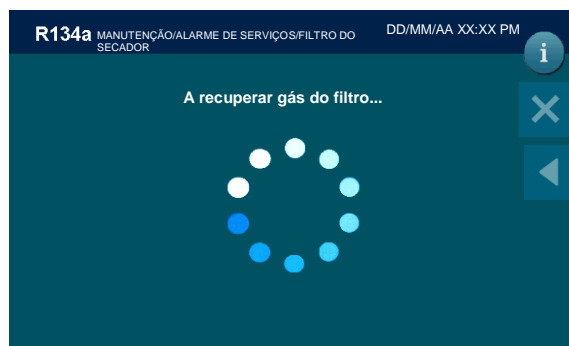 R134a MANUTENÇÃO/ALARME DE SERVIÇOS/FILTRO DO
SECADOR
DD/MM/AA XX:XX PM
i
A recuperar gás do filtro...